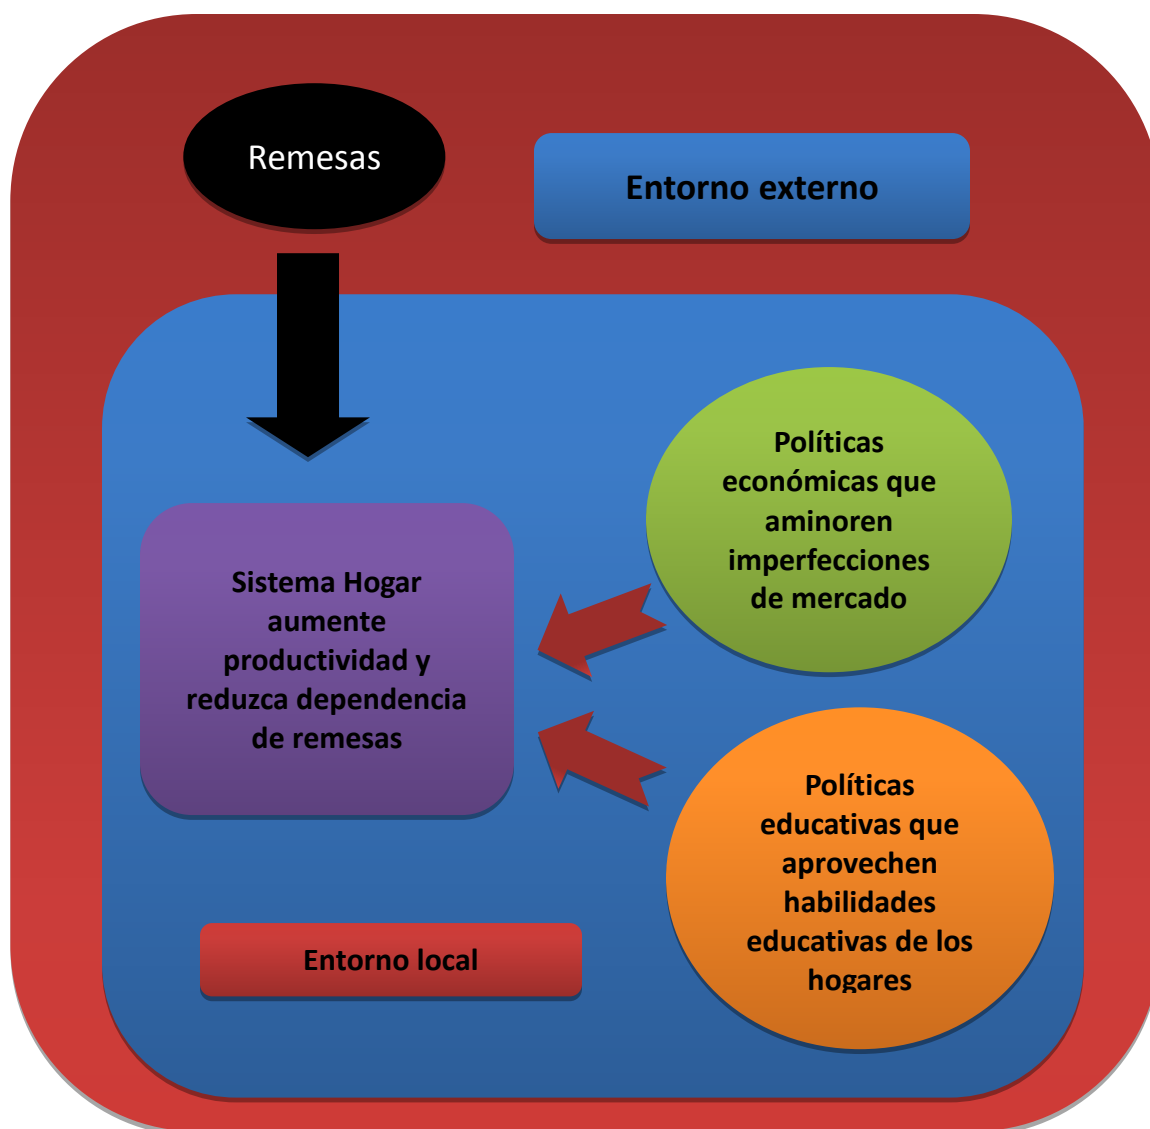 Remesas
Entorno externo
Políticas
económicas que
aminoren
imperfecciones
de mercado
Sistema Hogar
aumente
productividad y
reduzca dependencia
de remesas
Políticas
educativas que
aprovechen
habilidades
educativas de los
hogares
Entorno local